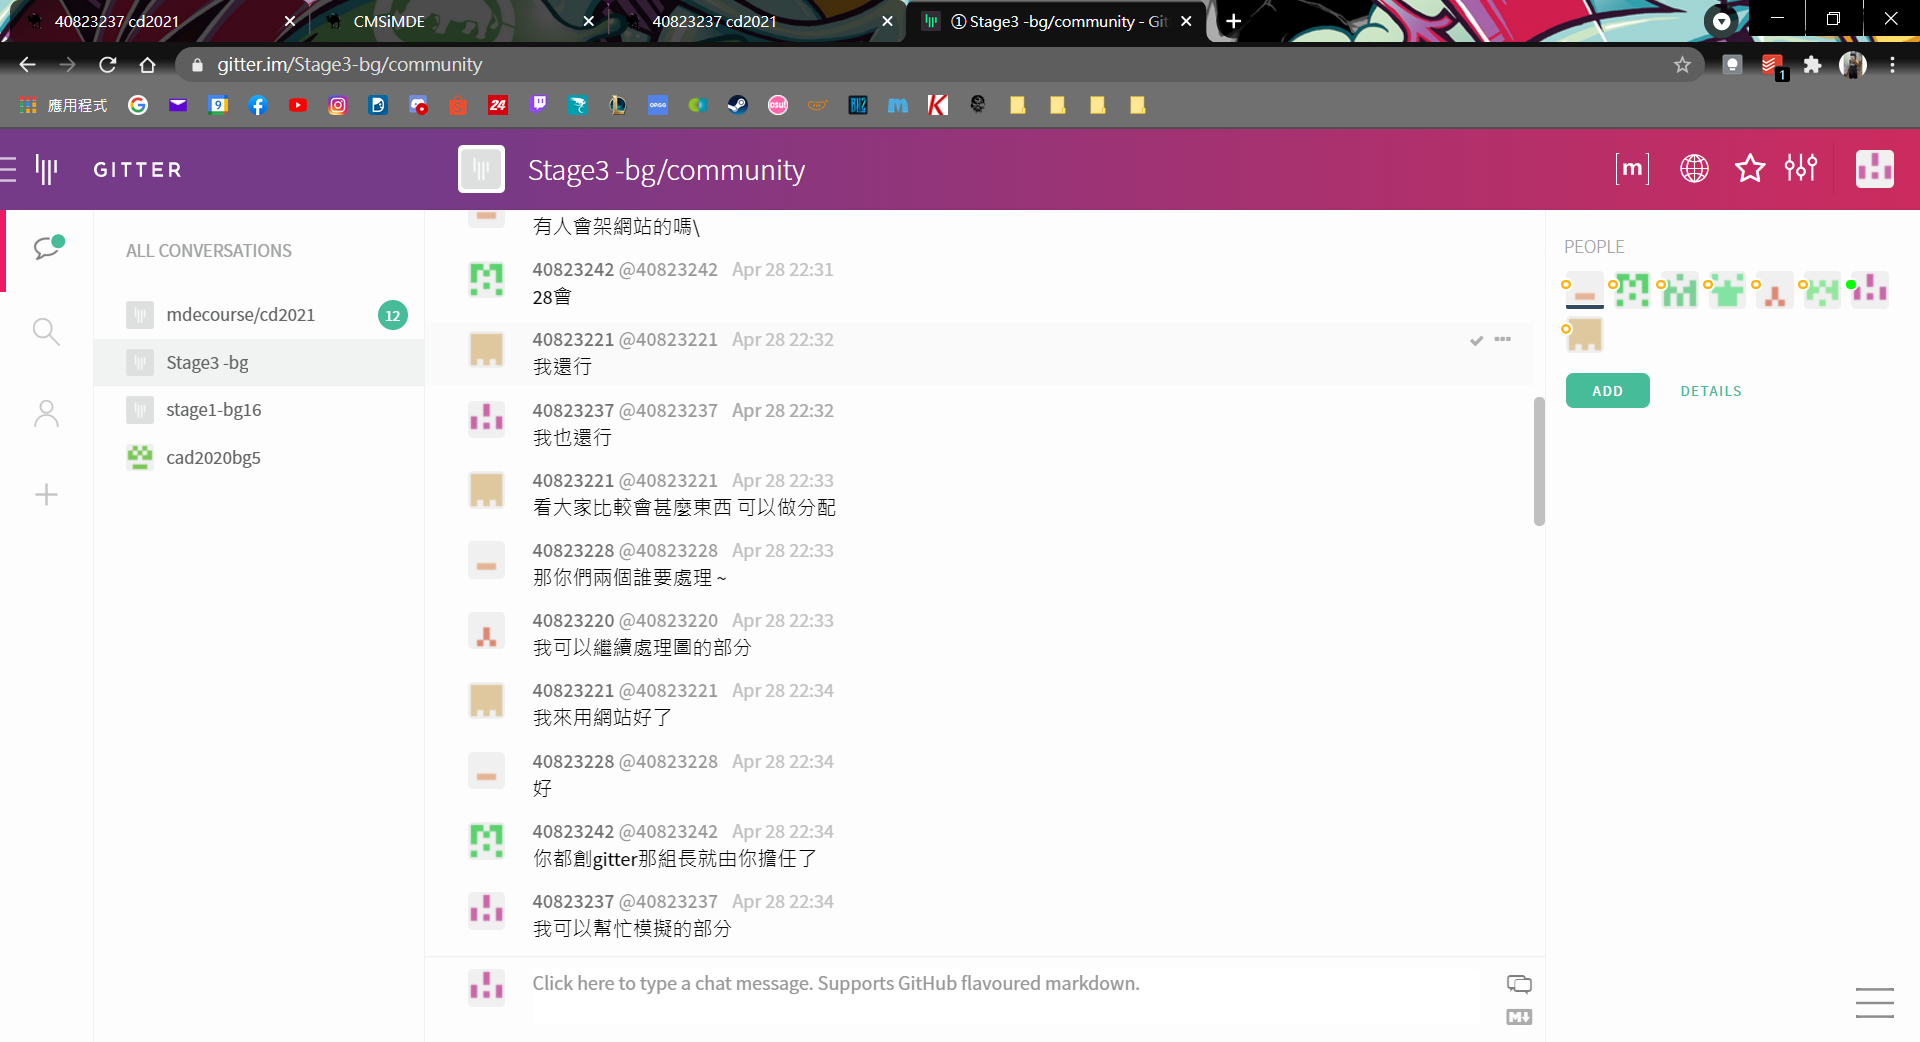 40823237 cd2021
CMSiMDE
40823237 cd2021
① Stage3 -bg/community - Git
gitter.im/Stage3-bg/community
1
應用程式
9
24
OPGG
osu!
GITTER
Stage3 -bg/community
[m]
ALL CONVERSATIONS
mdecourse/cd2021
12
Stage3 -bg
stage1-bg16
cad2020bg5
有人會架網站的嗎\
40823242 @40823242 Apr 28 22:31
28會
40823221 @40823221 Apr 28 22:32
我還行
40823237 @40823237 Apr 28 22:32
我也還行
40823221 @40823221 Apr 28 22:33
看大家比較會甚麼東西 可以做分配
40823228 @40823228 Apr 28 22:33
那你們兩個誰要處理 ~
40823220 @40823220 Apr 28 22:33
我可以繼續處理圖的部分
40823221 @40823221 Apr 28 22:34
我來用網站好了
40823228 @40823228 Apr 28 22:34
好
40823242 @40823242 Apr 28 22:34
你都創gitter那組長就由你擔任了
40823237 @40823237 Apr 28 22:34
我可以幫忙模擬的部分
Click here to type a chat message. Supports GitHub flavoured markdown.
M
PEOPLE
ADD
DETAILS